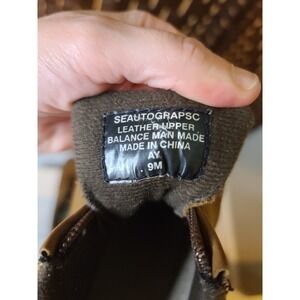 SEAUTOGRAPSC
LEATHER UPPER
BALANCE MAN MADE
MADE IN CHINA
AY
9M